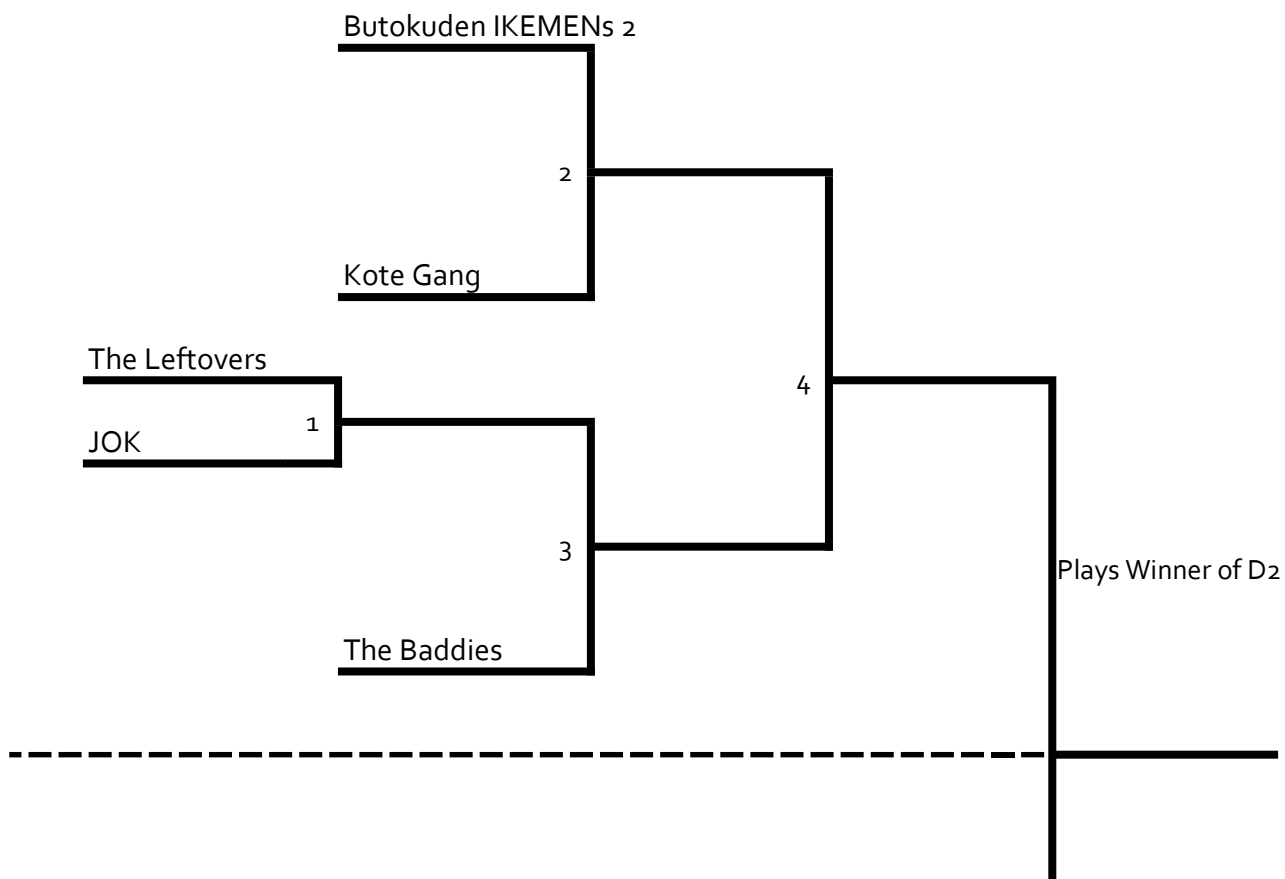 Butokuden IKEMENs 2
2
Kote Gang
The Leftovers
4
1
JOK
3
Plays Winner of D2
The Baddies